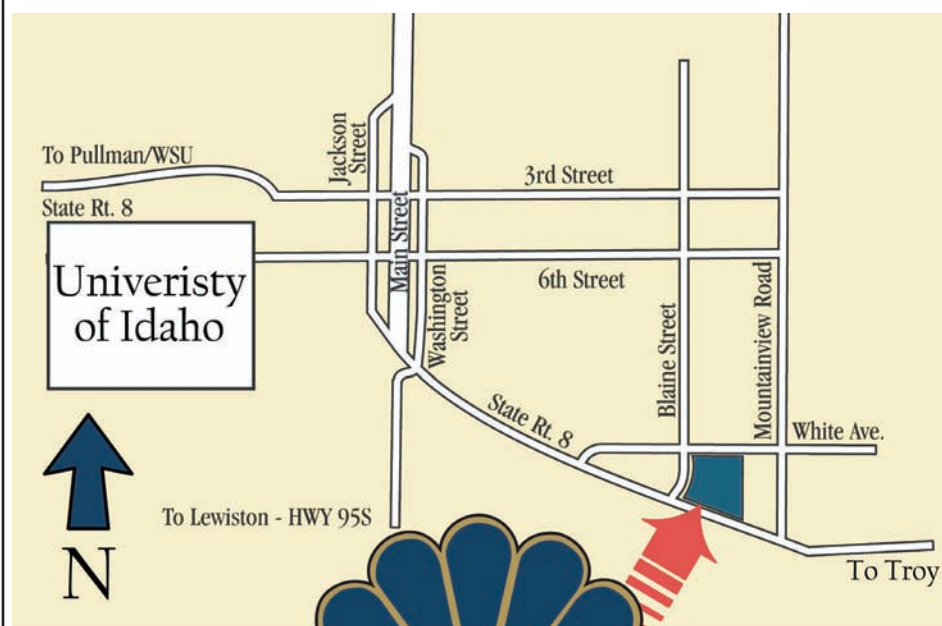 To Pullman/WSU
State Rt. 8
Jackson
Street
3rd Street
Main Street
Univeristy
of Idaho
6th Street
Washington
Street
Blaine Street
Mountainview Road
State Rt. 8
White Ave.
To Lewiston - HWY 95S
N
To Troy